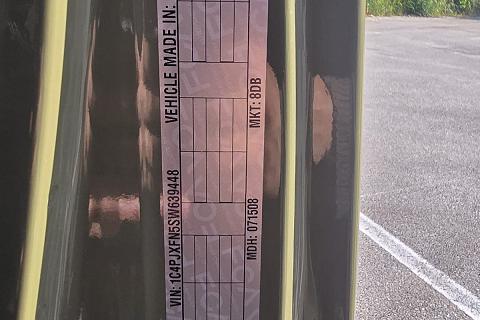 VIN: 1C4PJXFN5SW639448
VEHICLE MADE IN:
MDH: 071508
MKT: 8DB